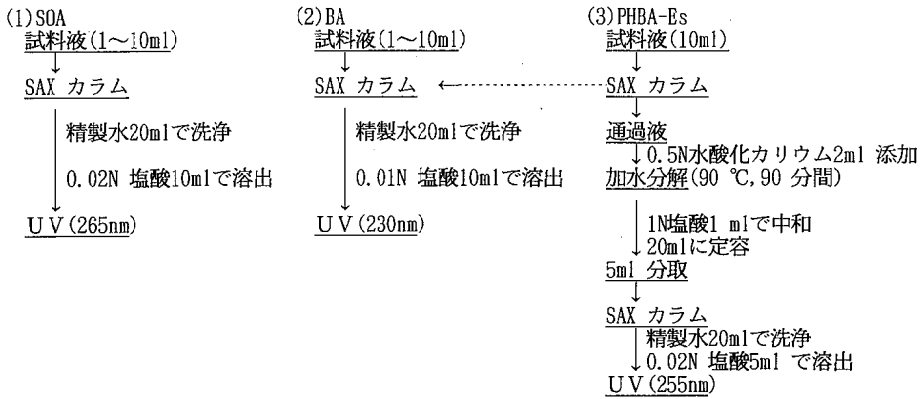 (1)SOA
試料液(1～10ml)
SAX カラム
精製水20mlで洗浄
0.02N 塩酸10mlで溶出
UV(265nm)
(2)BA
試料液(1～10ml)
SAX カラム
精製水20mlで洗浄
0.01N 塩酸10mlで溶出
UV(230nm)
(3)PHBA-Es
試料液(10ml)
SAX カラム
通過液
0.5N水酸化カリウム2ml 添加
加水分解(90 ℃,90 分間)
1N塩酸1 mlで中和
20mlに定容
5ml 分取
SAX カラム
精製水20mlで洗浄
0.02N 塩酸5ml で溶出
UV(255nm)